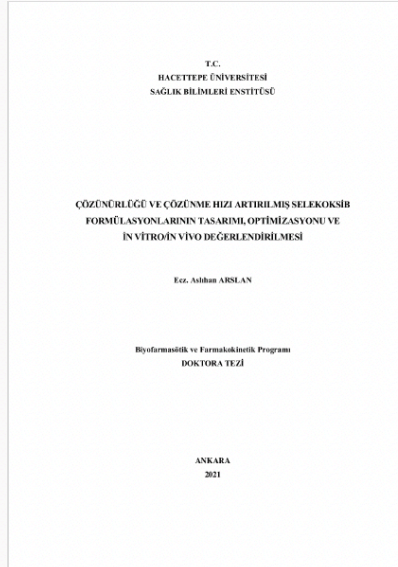 T.C.
HACETTEPE ÜNİVERSİTESİ
SAĞLIK BİLİMLERİ ENSTİTÜSÜ
ÇÖZÜNÜRLÜĞÜ VE ÇÖZÜNME HIZI ARTIRILMIŞ SELEKOKSİB
FORMÜLASYONLARININ TASARIMI, OPTİMİZASYONU VE
İN VİTRO/İN VİVO DEĞERLENDİRİLMESİ
Ecz. Aslıhan ARSLAN
Biyofarmasötik ve Farmakokinetik Programı
DOKTORA TEZİ
ANKARA
2021